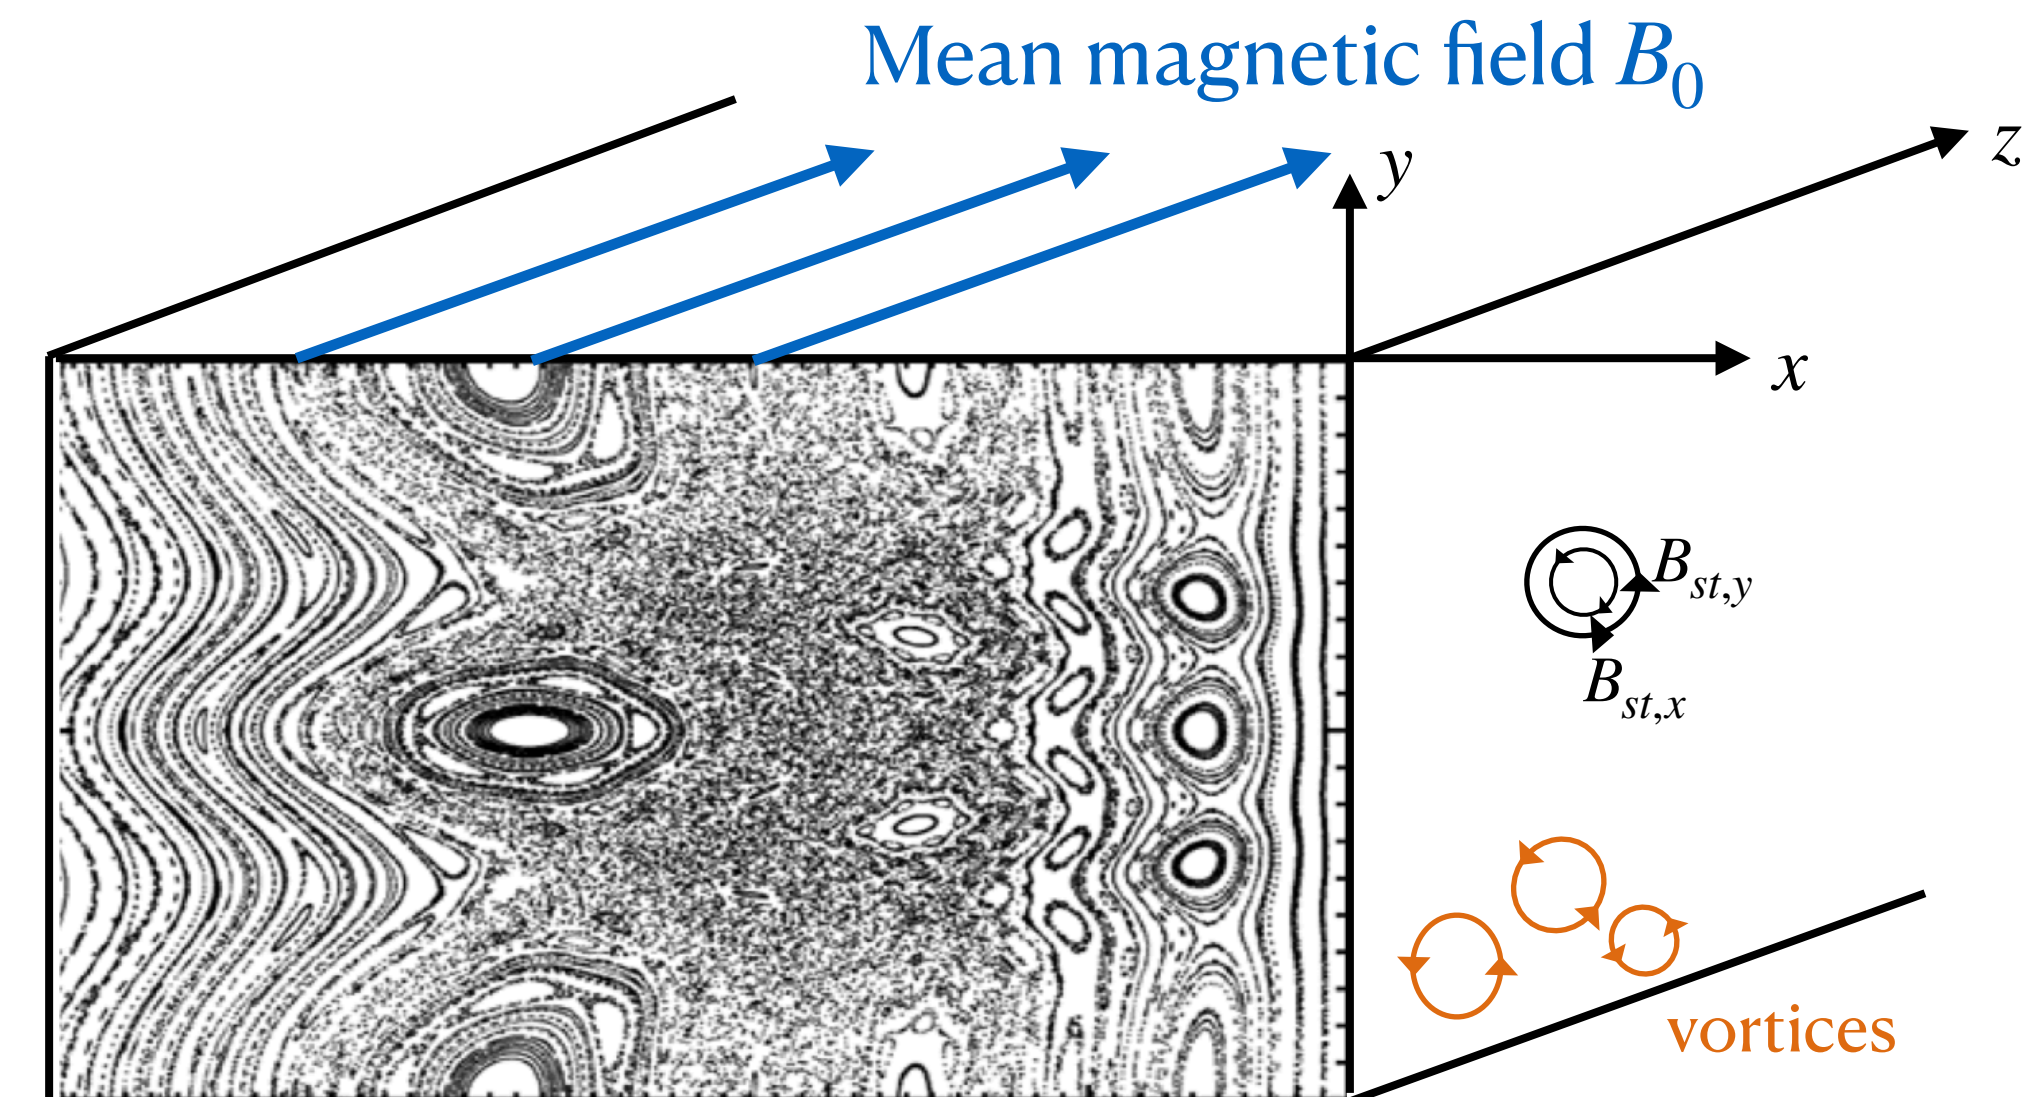 Mean magnetic field B₀
y
z
x
Bst,y
Bst,x
vortices